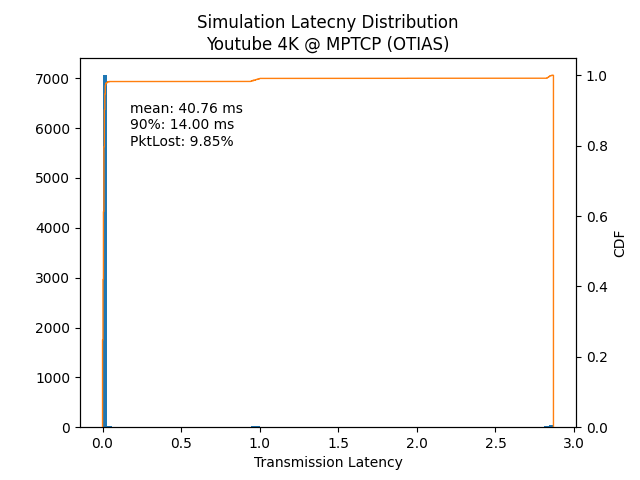 Simulation Latecny Distribution
Youtube 4K @ MPTCP (OTIAS)
mean: 40.76 ms
90%: 14.00 ms
PktLost: 9.85%
7000
6000
5000
4000
3000
2000
1000
0
1.0
0.8
0.6
0.4
0.2
0.0
CDF
0.0 0.5 1.0 1.5 2.0 2.5 3.0
Transmission Latency